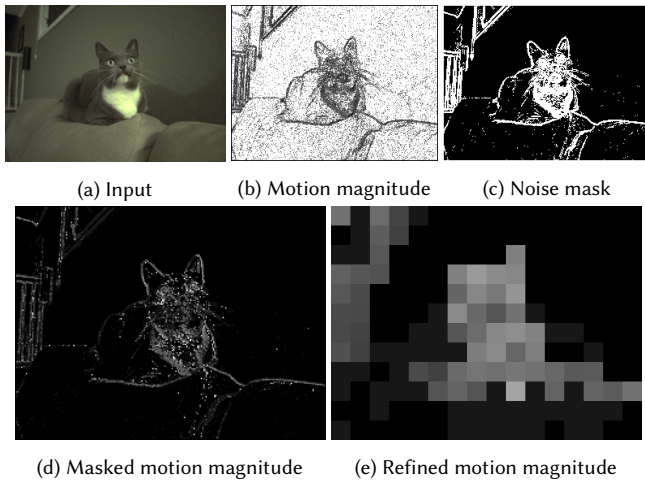 (a) Input
(b) Motion magnitude
(c) Noise mask
(d) Masked motion magnitude
(e) Refined motion magnitude